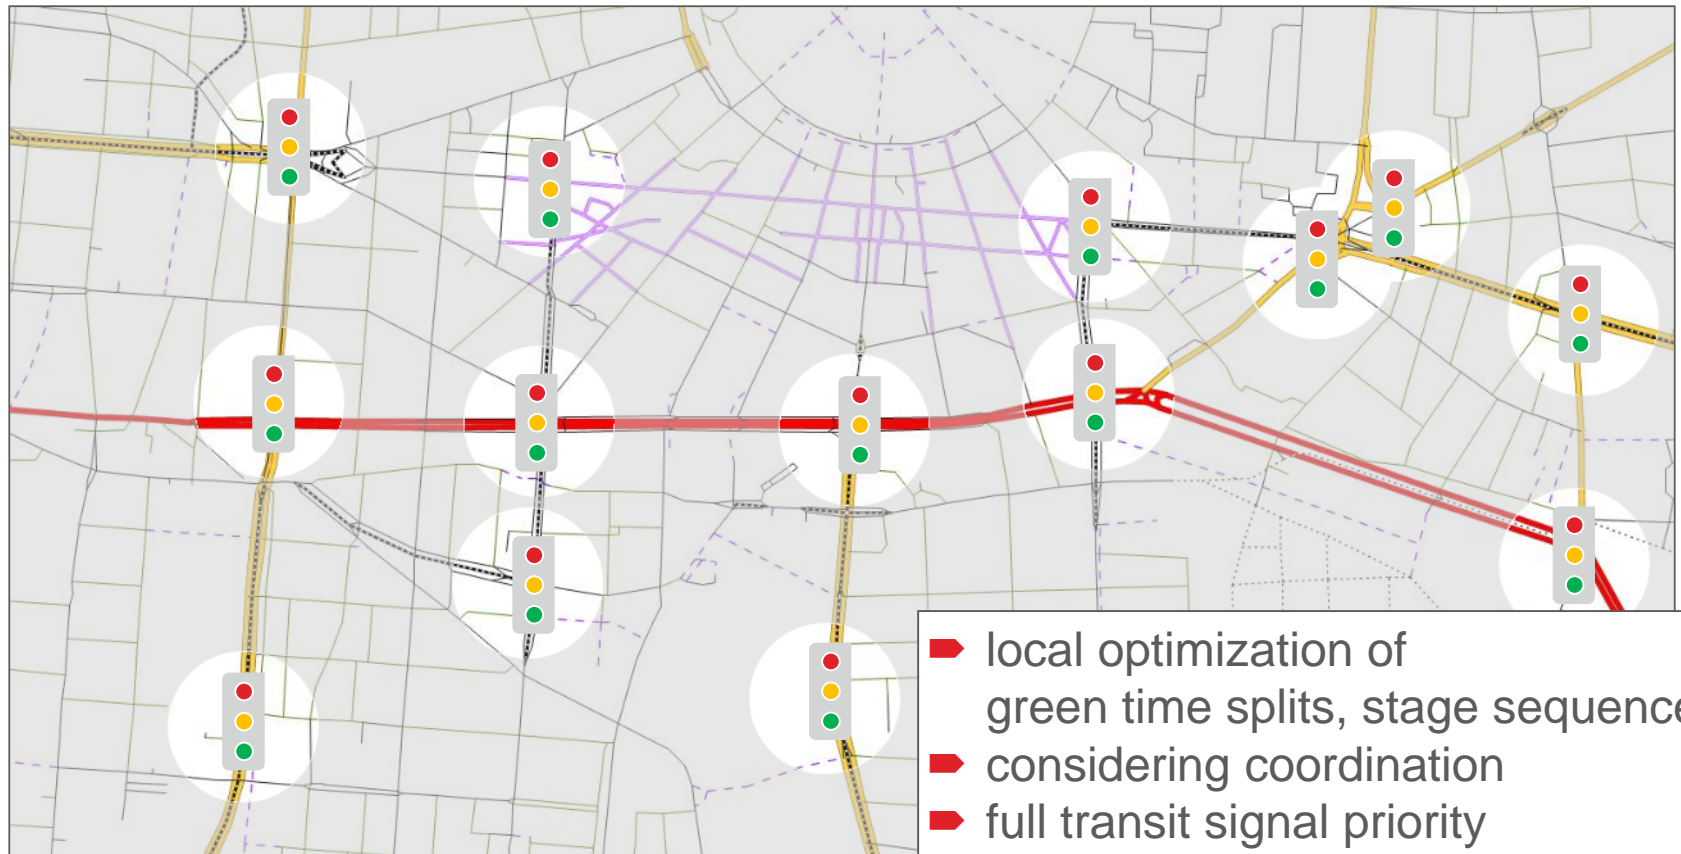 local optimization of
green time splits, stage sequence
considering coordination
full transit signal priority